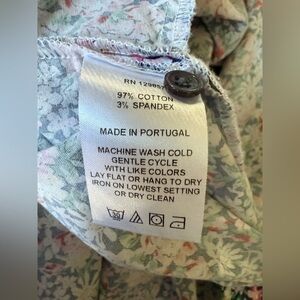 97% COTTON
3% SPANDEX
MADE IN PORTUGAL
MACHINE WASH COLD
GENTLE CYCLE
WITH LIKE COLORS
LAY FLAT OR HANG TO DRY
IRON ON LOWEST SETTING
OR DRY CLEAN